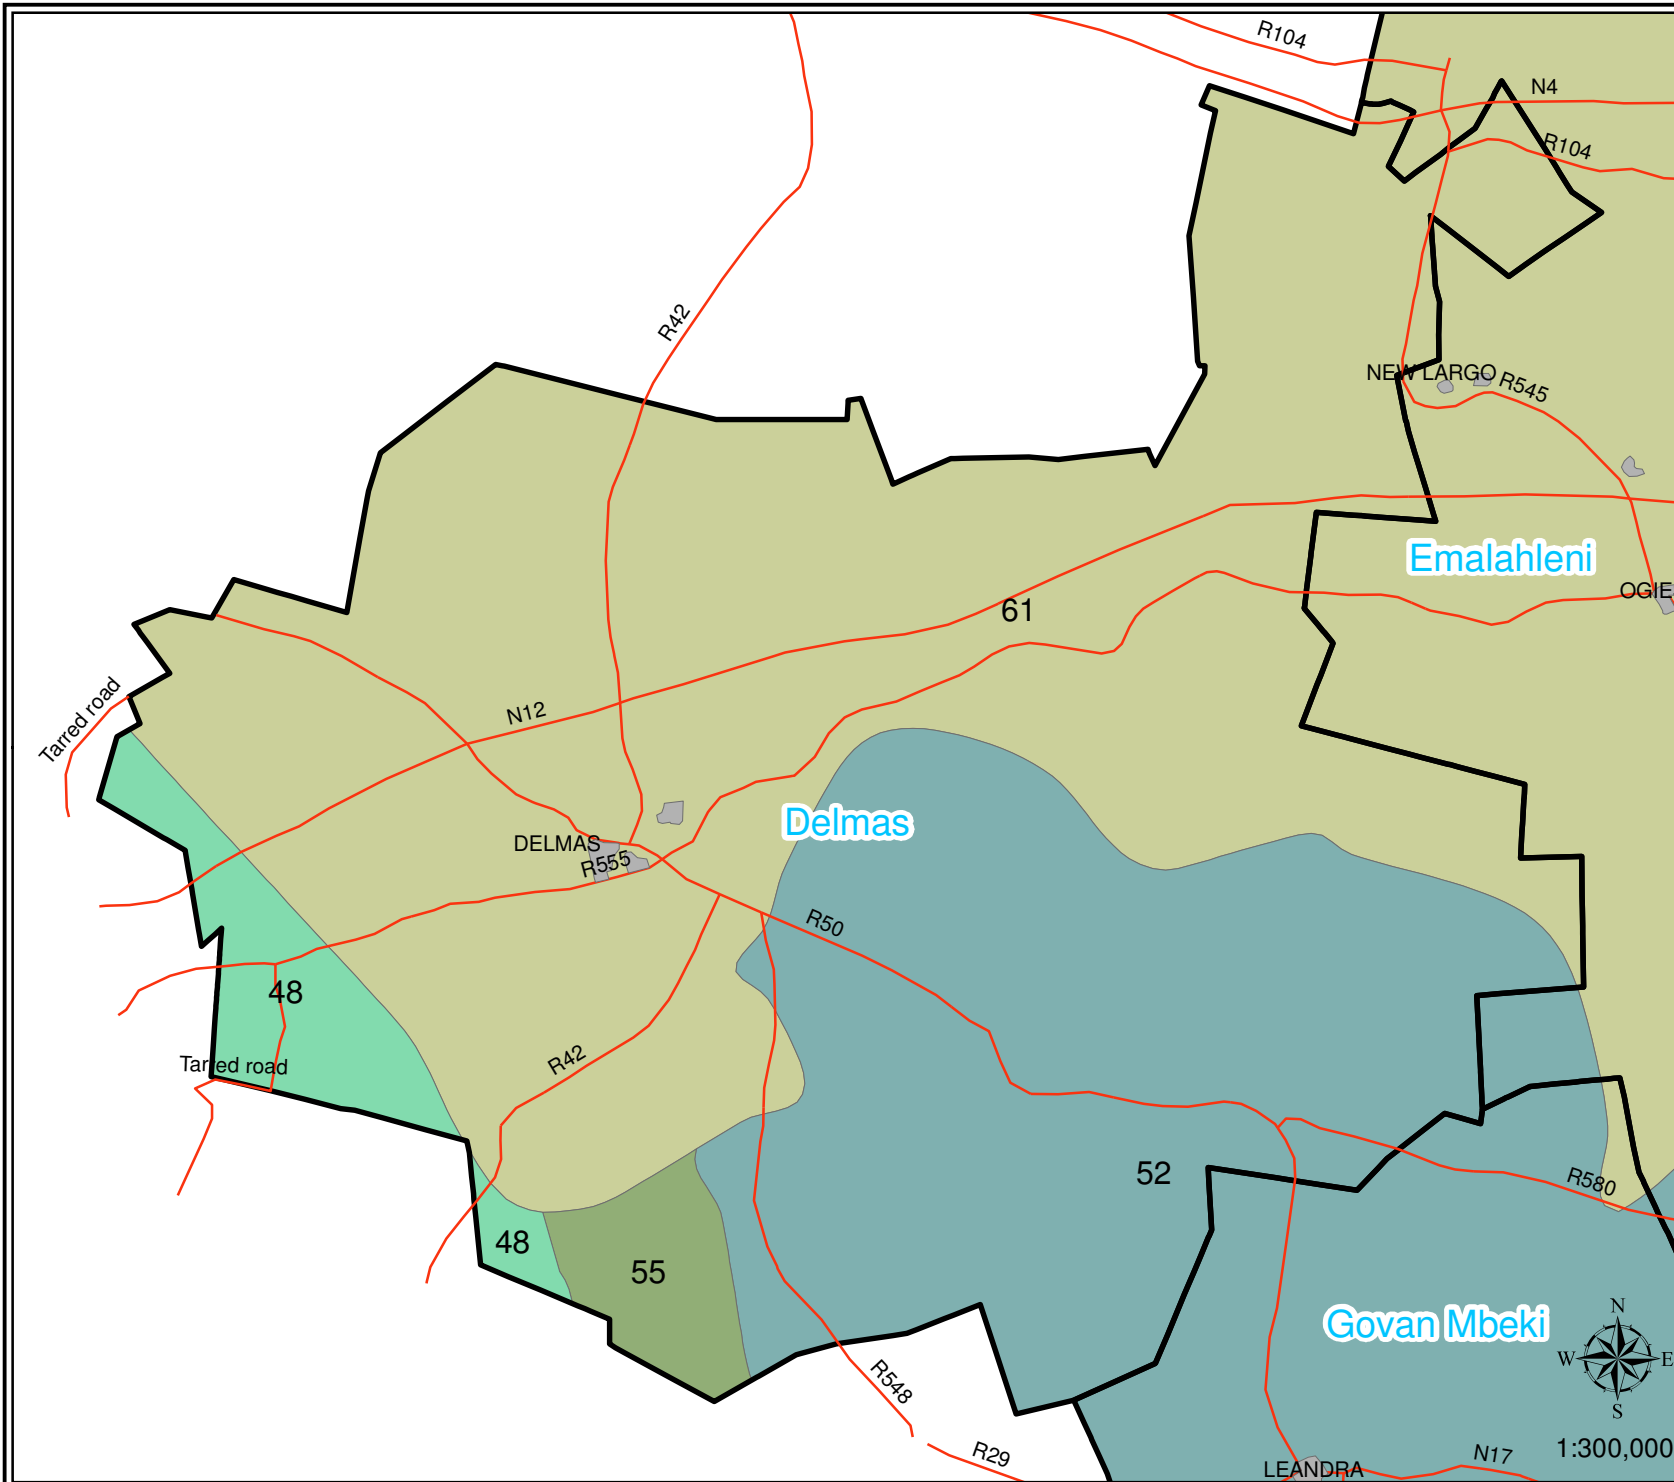 R104
N4
R104
R42
NEW LARGO
R545
Emalahleni
OGIE
61
Tarred road
N12
Delmas
DELMAS
R555
R50
48
R42
Tarred road
52
R580
48
55
Govan Mbeki
N
W
E
S
R548
R29
N17
1:300,000
LEANDRA